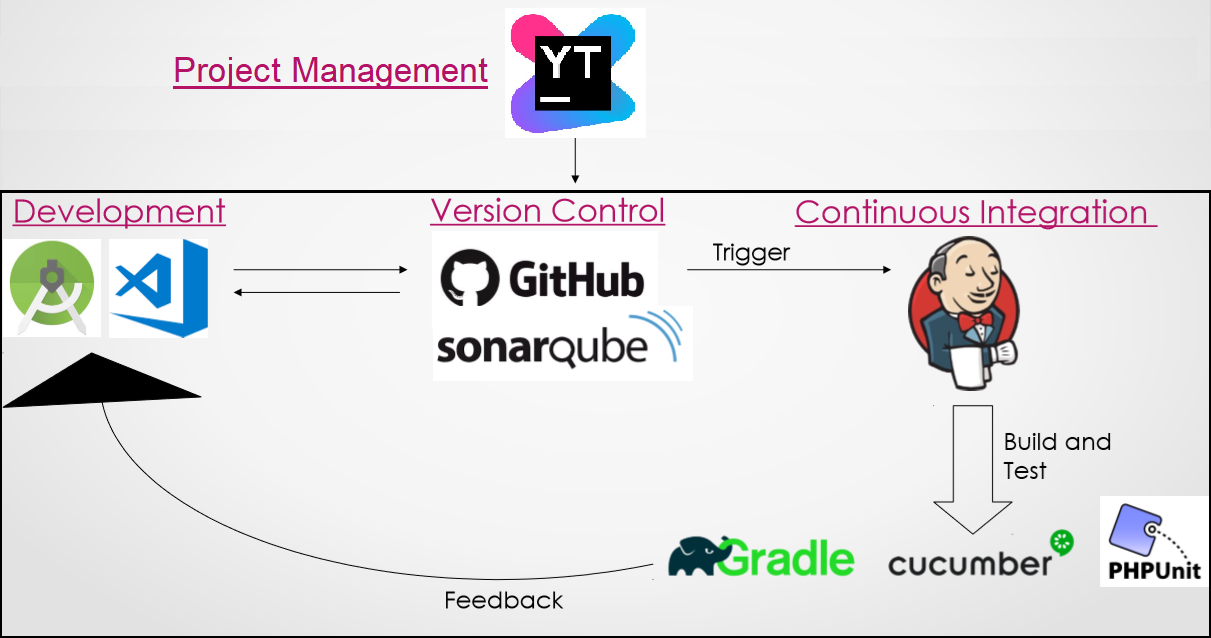 Project Management
YT
Development
Version Control
Continuous Integration
GitHub
Trigger
sonarqube
Build and
Test
Gradle
cucumber
PHPUnit
Feedback